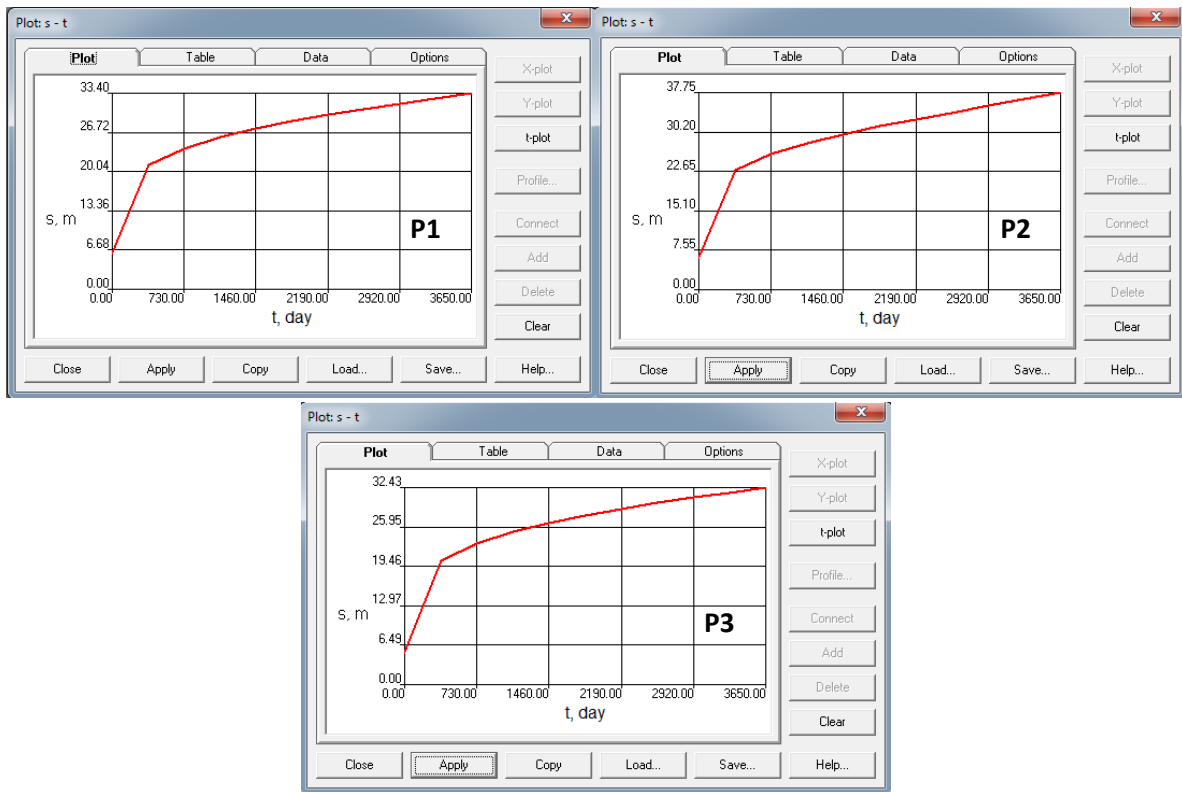 Plot: s - t
Plot Table Data Options
33.40
26.72
20.04
13.36
6.68
0.00
s, m
P1
0.00 730.00 1460.00 2190.00 2920.00 3650.00
t, day
X-plot
Y-plot
t-plot
Profile...
Connect
Add
Delete
Clear
Close Apply Copy Load... Save... Help...
Plot: s - t
Plot Table Data Options
37.75
30.20
22.65
15.10
7.55
0.00
s, m
P2
0.00 730.00 1460.00 2190.00 2920.00 3650.00
t, day
X-plot
Y-plot
t-plot
Profile...
Connect
Add
Delete
Clear
Close Apply Copy Load... Save... Help...
Plot: s - t
Plot Table Data Options
32.43
25.95
19.46
12.97
6.49
0.00
s, m
P3
0.00 730.00 1460.00 2190.00 2920.00 3650.00
t, day
X-plot
Y-plot
t-plot
Profile...
Connect
Add
Delete
Clear
Close Apply Copy Load... Save... Help...